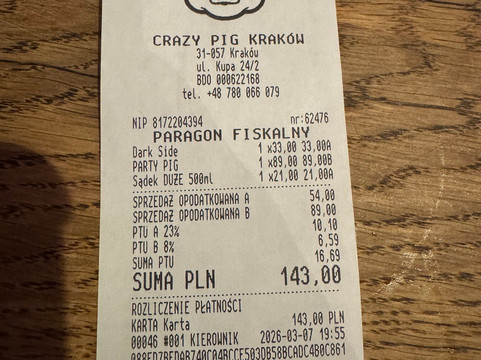 CRAZY PIG KRAKÓW
31-057 Kraków
ul. Kupa 24/2
BDO 000622168
tel. +48 780 066 079
NIP 8172204394 nr:62476
PARAGON FISKALNY
Dark Side 1 x33,00 33,00A
PARTY PIG 1 x89,00 89,00B
Sądek DUŻE 500ml 1 x21,00 21,00A
SPRZEDAŻ OPODATKOWANA A 54,00
SPRZEDAŻ OPODATKOWANA B 89,00
PTU A 23% 10,10
PTU B 8% 6,59
SUMA PTU 16,69
SUMA PLN 143,00
ROZLICZENIE PŁATNOŚCI
KARTA Karta 143,00 PLN
00046 #001 KIEROWNIK 2026-03-07 19:55